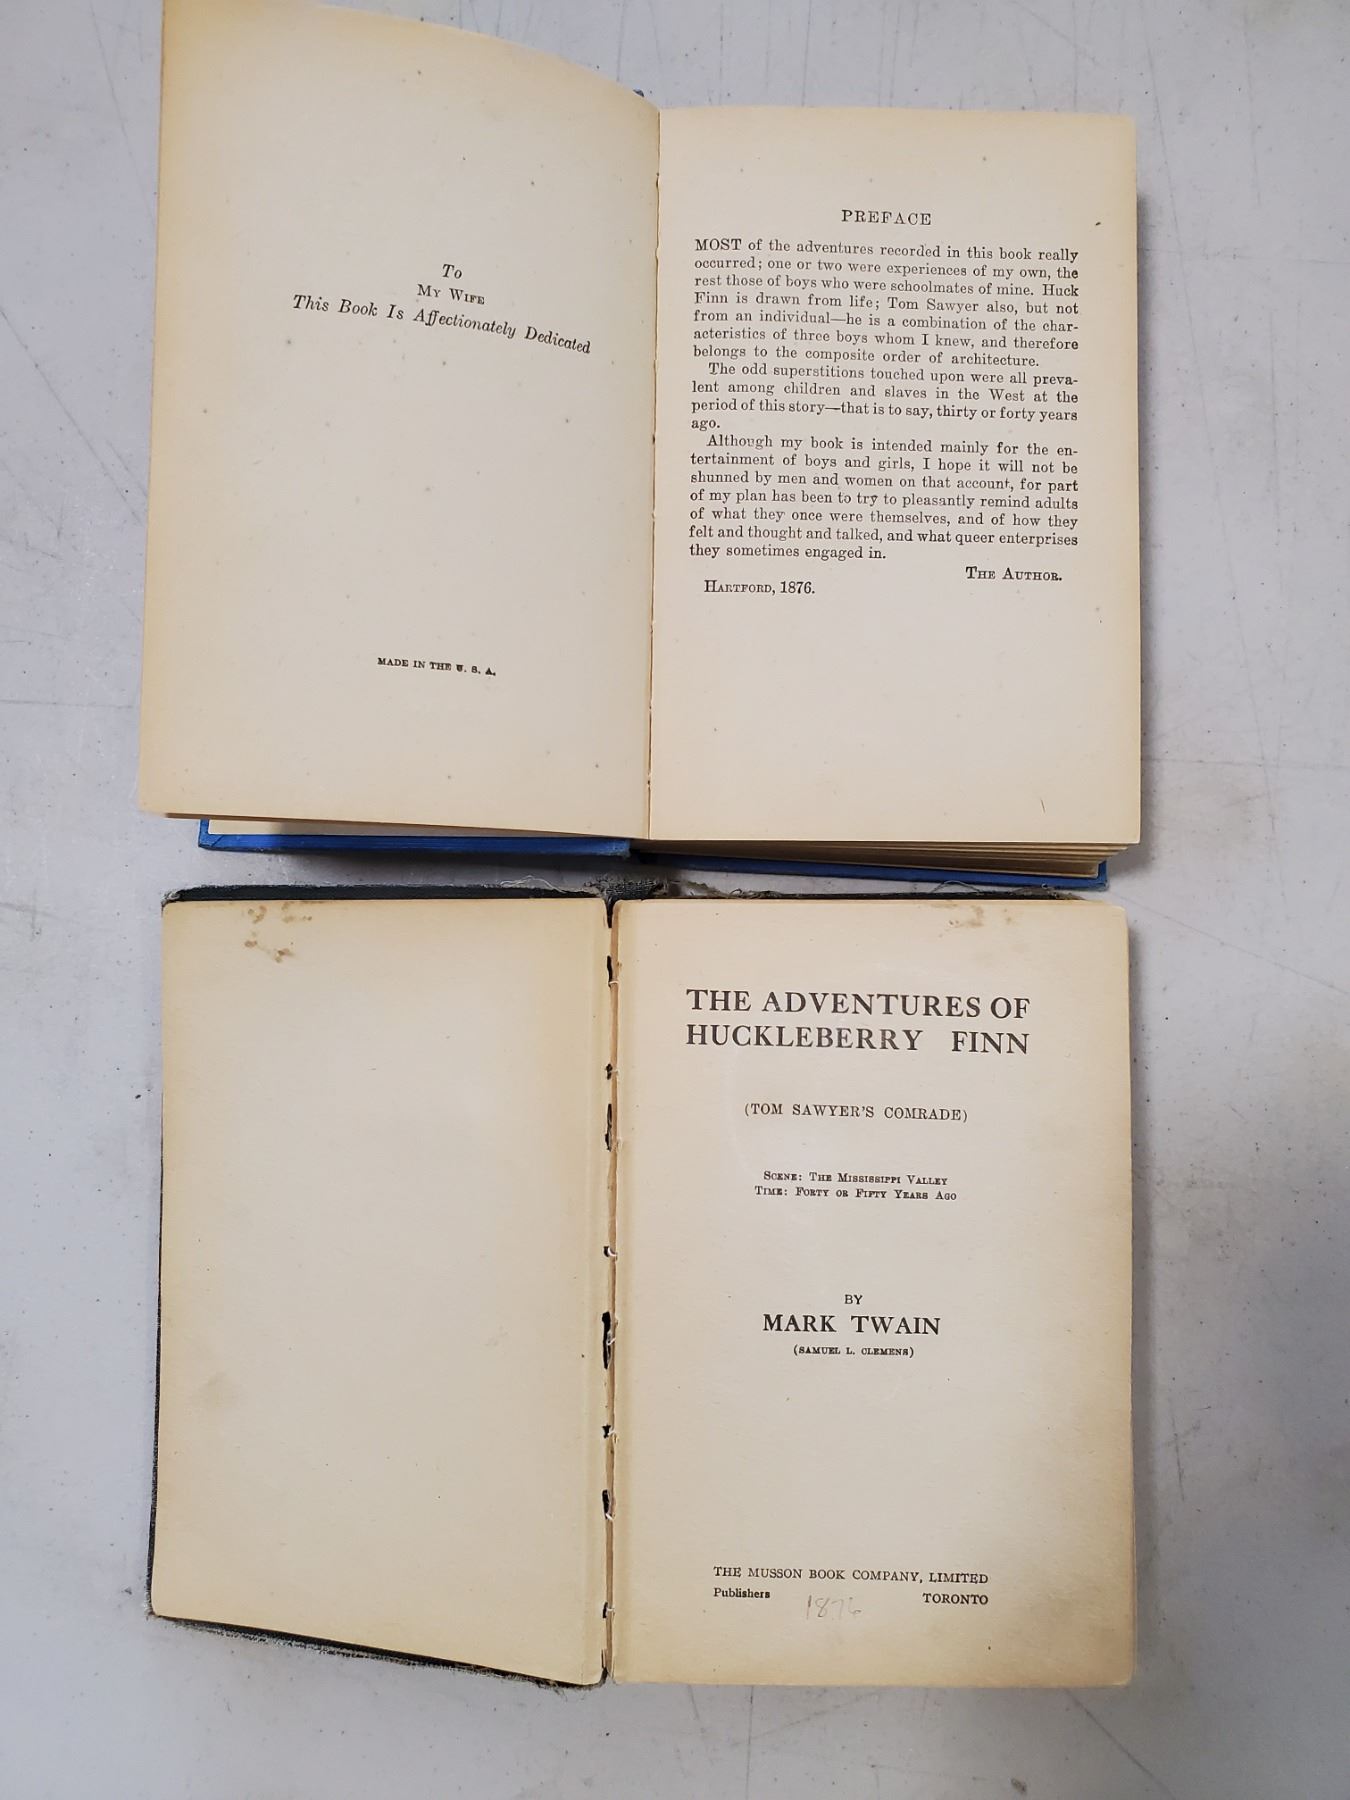 To
My Wife
This Book Is Affectionately Dedicated
MADE IN THE U. S. A.
PREFACE
MOST of the adventures recorded in this book really
occurred; one or two were experiences of my own, the
rest those of boys who were schoolmates of mine. Huck
Finn is drawn from life; Tom Sawyer also, but not
from an individual—he is a combination of the char-
acteristics of three boys whom I knew, and therefore
belongs to the composite order of architecture.
The odd superstitions touched upon were all preva-
lent among children and slaves in the West at the
period of this story—that is to say, thirty or forty years
ago.
Although my book is intended mainly for the en-
tertainment of boys and girls, I hope it will not be
shunned by men and women on that account, for part
of my plan has been to try to pleasantly remind adults
of what they once were themselves, and of how they
felt and thought and talked, and what queer enterprises
they sometimes engaged in.
The Author.
Hartford, 1876.
THE ADVENTURES OF
HUCKLEBERRY FINN
(TOM SAWYER'S COMRADE)
Scene: The Mississippi Valley
Time: Forty or Fifty Years Ago
BY
MARK TWAIN
(SAMUEL L. CLEMENS)
THE MUSSON BOOK COMPANY, LIMITED
Publishers TORONTO
1876